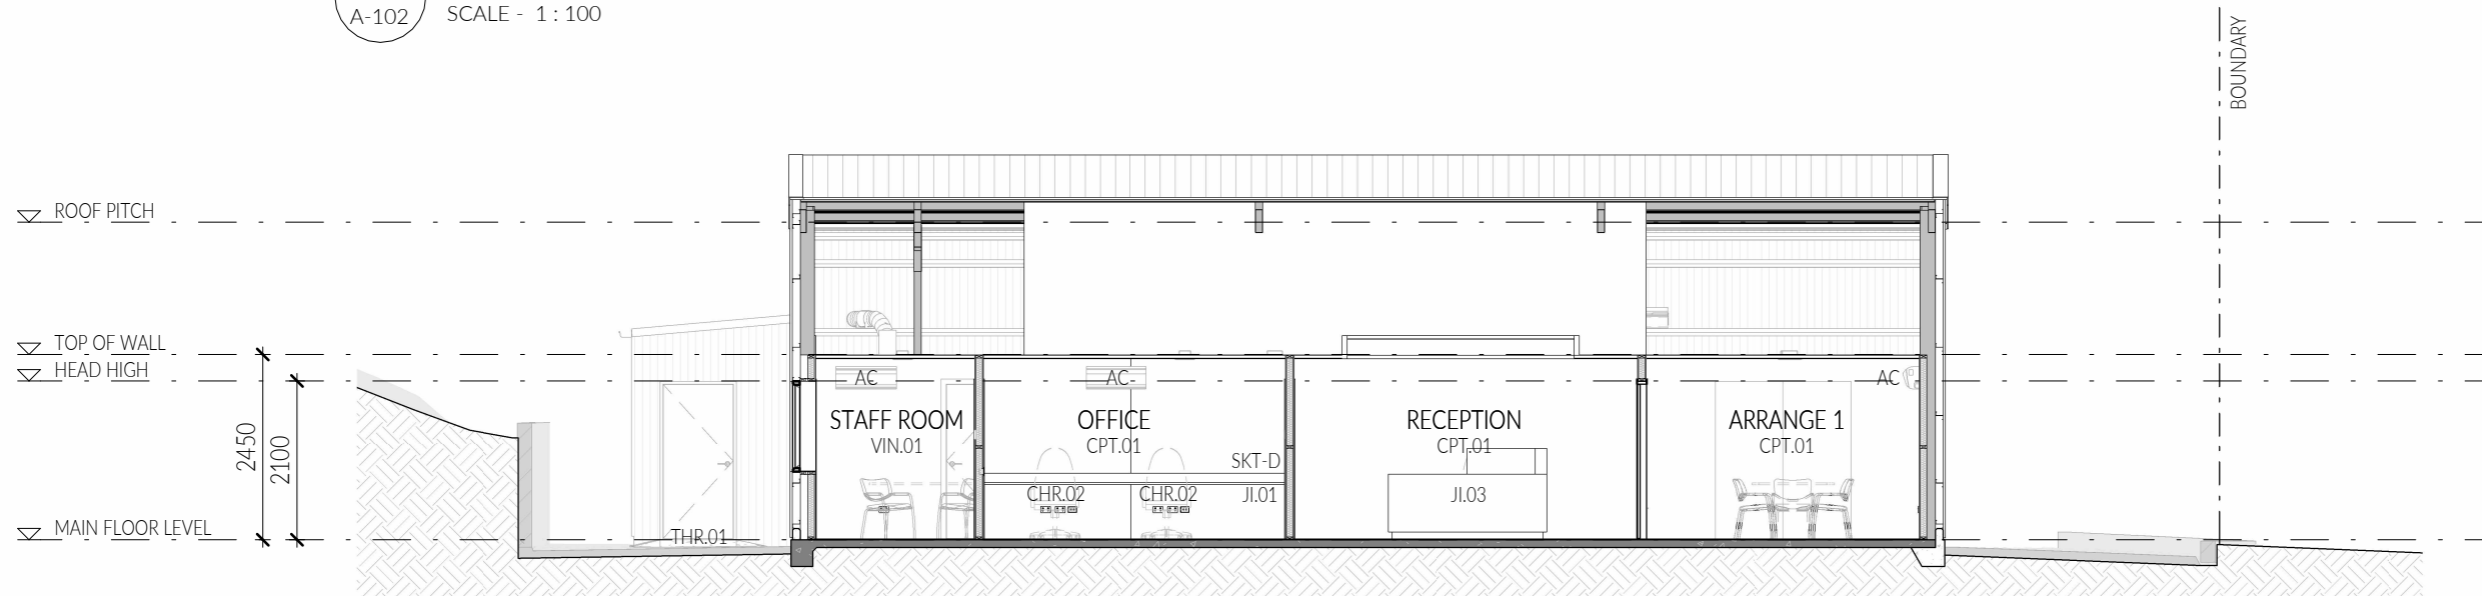 A-102
SCALE - 1 : 100
BOUNDARY
ROOF PITCH
TOP OF WALL
HEAD HIGH
MAIN FLOOR LEVEL
2450
2100
THR.01
AC
STAFF ROOM
VIN.01
AC
OFFICE
CPT.01
SKT-D
CHR.02
CHR.02
JI.01
RECEPTION
CPT.01
JI.03
AC
ARRANGE 1
CPT.01